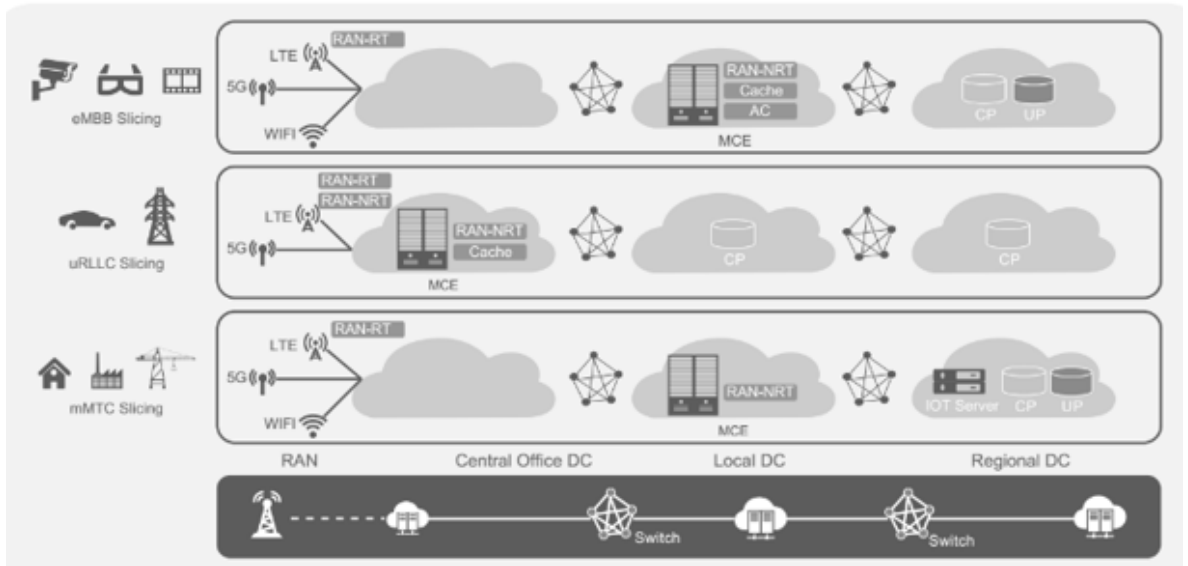 LTE
RAN-RT
5G
WIFI
eMBB Slicing
RAN-NRT
Cache
AC
MCE
CP
UP
RAN-RT
RAN-NRT
LTE
5G
uRLLC Slicing
RAN-NRT
Cache
MCE
CP
CP
LTE
RAN-RT
5G
WIFI
mMTC Slicing
RAN-NRT
MCE
IOT Server
CP
UP
RAN
Central Office DC
Local DC
Regional DC
Switch
Switch